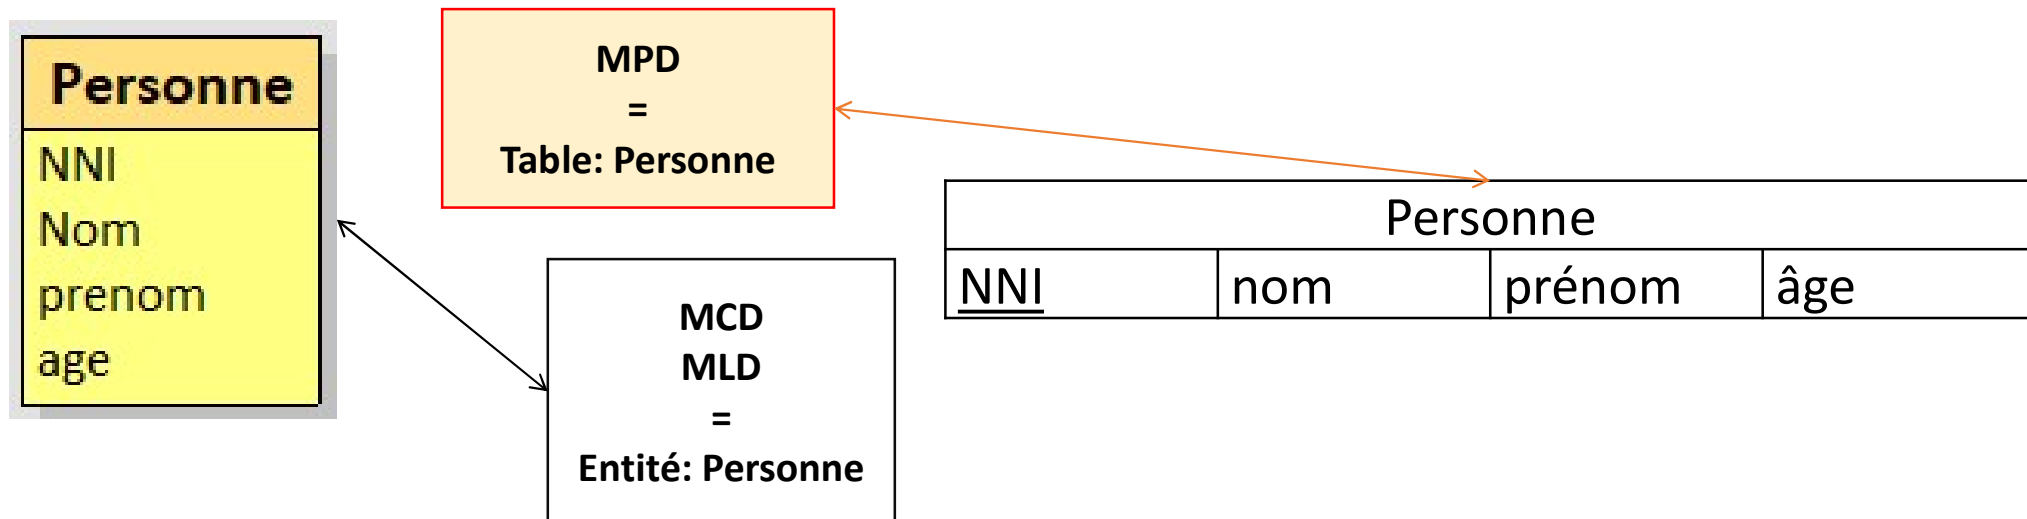 Personne
NNI
Nom
prenom
age
MPD
=
Table: Personne
MCD
MLD
=
Entité: Personne
Personne
NNI nom prénom âge